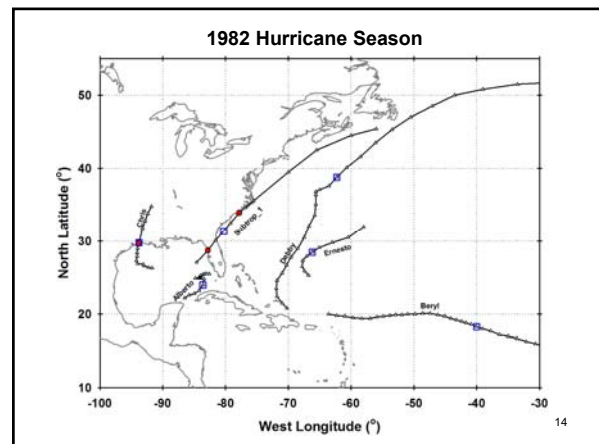 1982 Hurricane Season
North Latitude (°)
50
40
30
20
10
Chris
Subtrop_1
Debby
Ernesto
Alberto
Beryl
-100 -90 -80 -70 -60 -50 -40 -30
West Longitude (°)
14